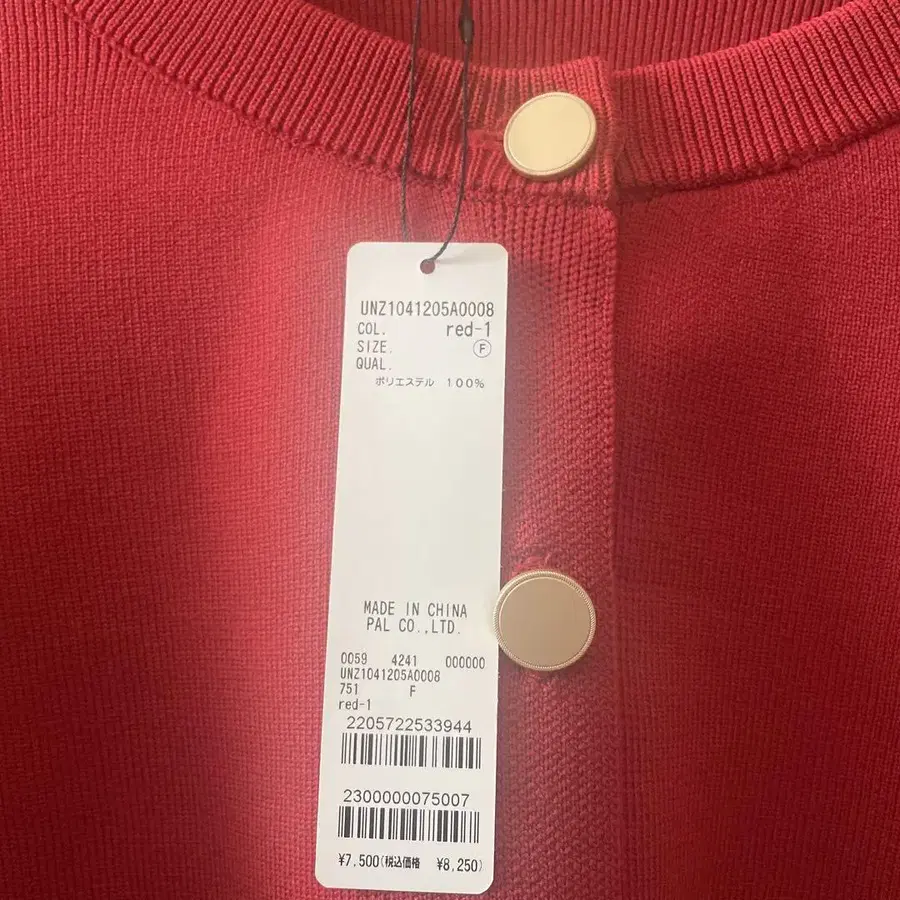 UNZ1041205A0008
COL. red-1
SIZE. Ⓕ
QUAL.
ポリエステル 100%
MADE IN CHINA
PAL CO.,LTD.
0059 4241 000000
UNZ1041205A0008
751 F
red-1
2205722533944
2300000075007
¥7,500(税込価格 ¥8,250)